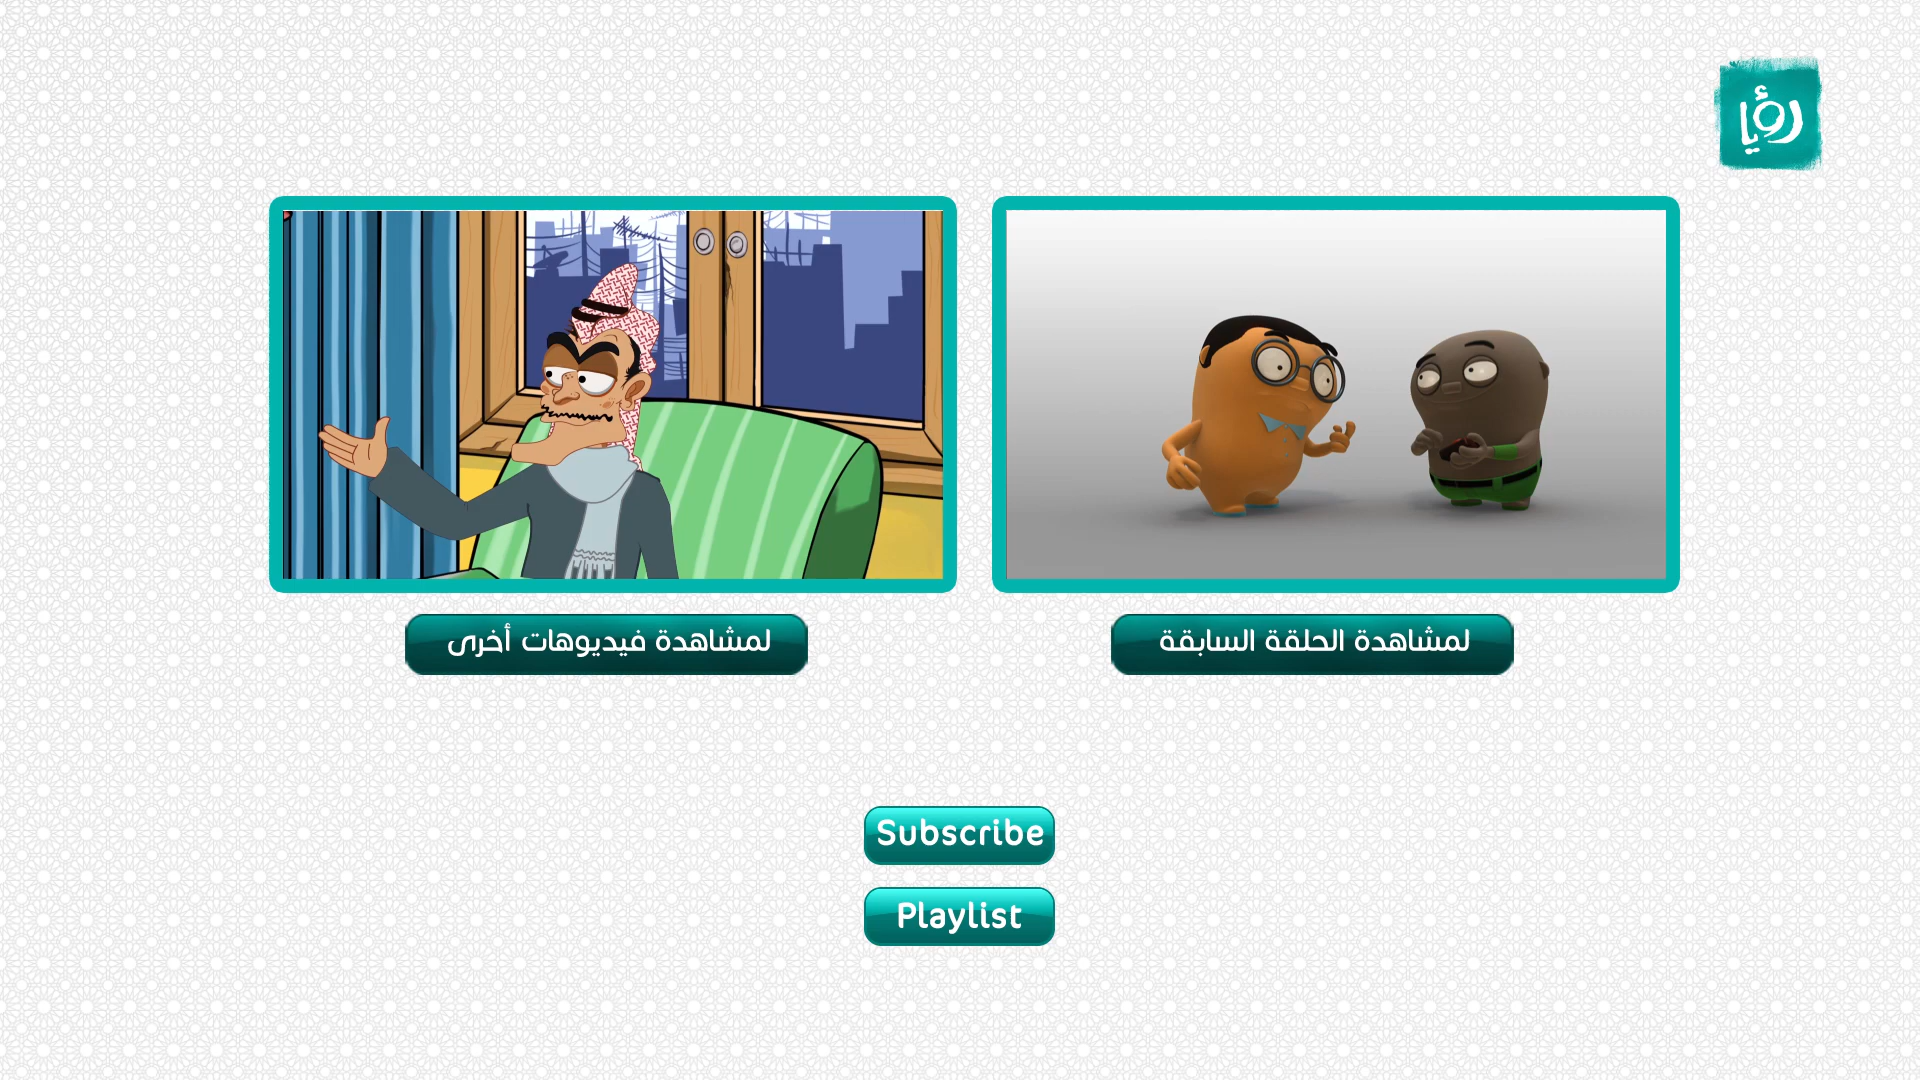 رؤيا
لمشاهدة الحلقة السابقة
لمشاهدة فيديوهات أخرى
Subscribe
Playlist